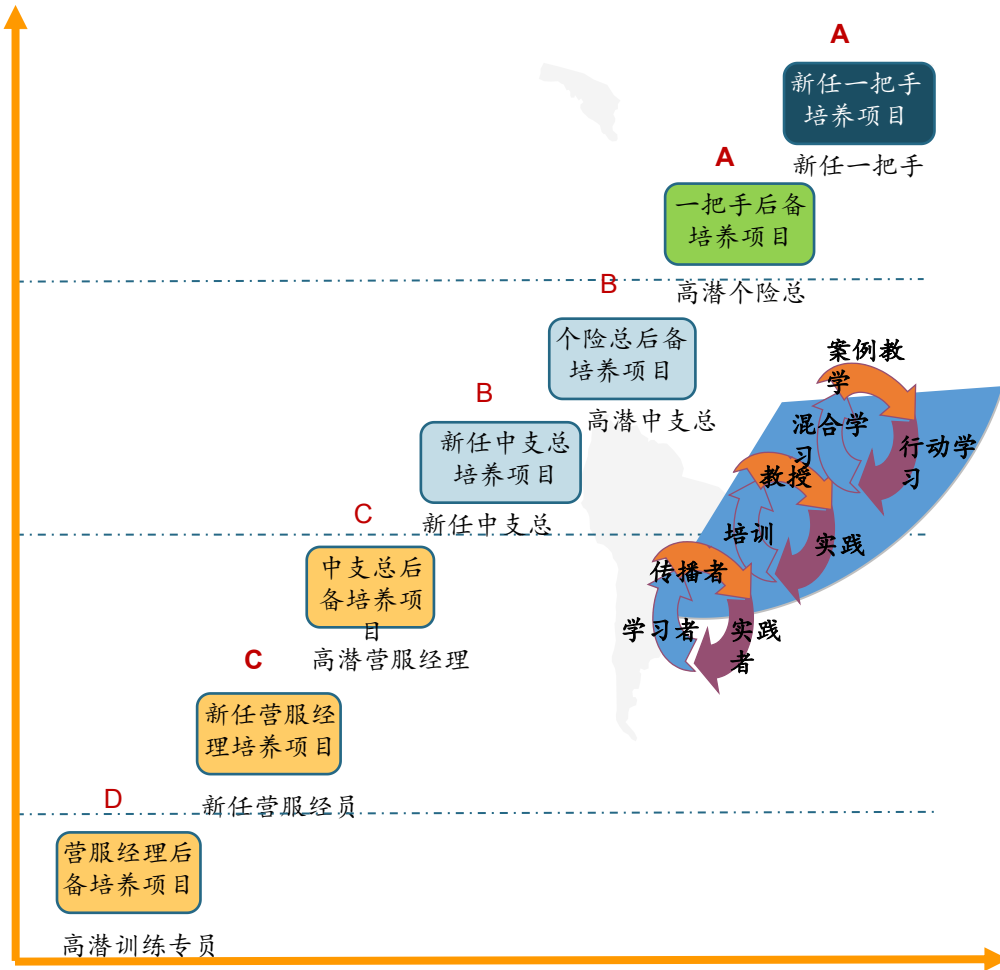 A
新任一把手
培养项目
新任一把手
A
一把手后备
培养项目
高潜个险总
B
个险总后备
培养项目
高潜中支总
B
新任中支总
培养项目
新任中支总
C
中支总后
备培养项
目
高潜营服经理
C
新任营服经
理培养项目
新任营服经员
D
营服经理后
备培养项目
高潜训练专员
案例教
学
混合学
习
行动学
习
教授
培训
实践
传播者
学习者
实践
者